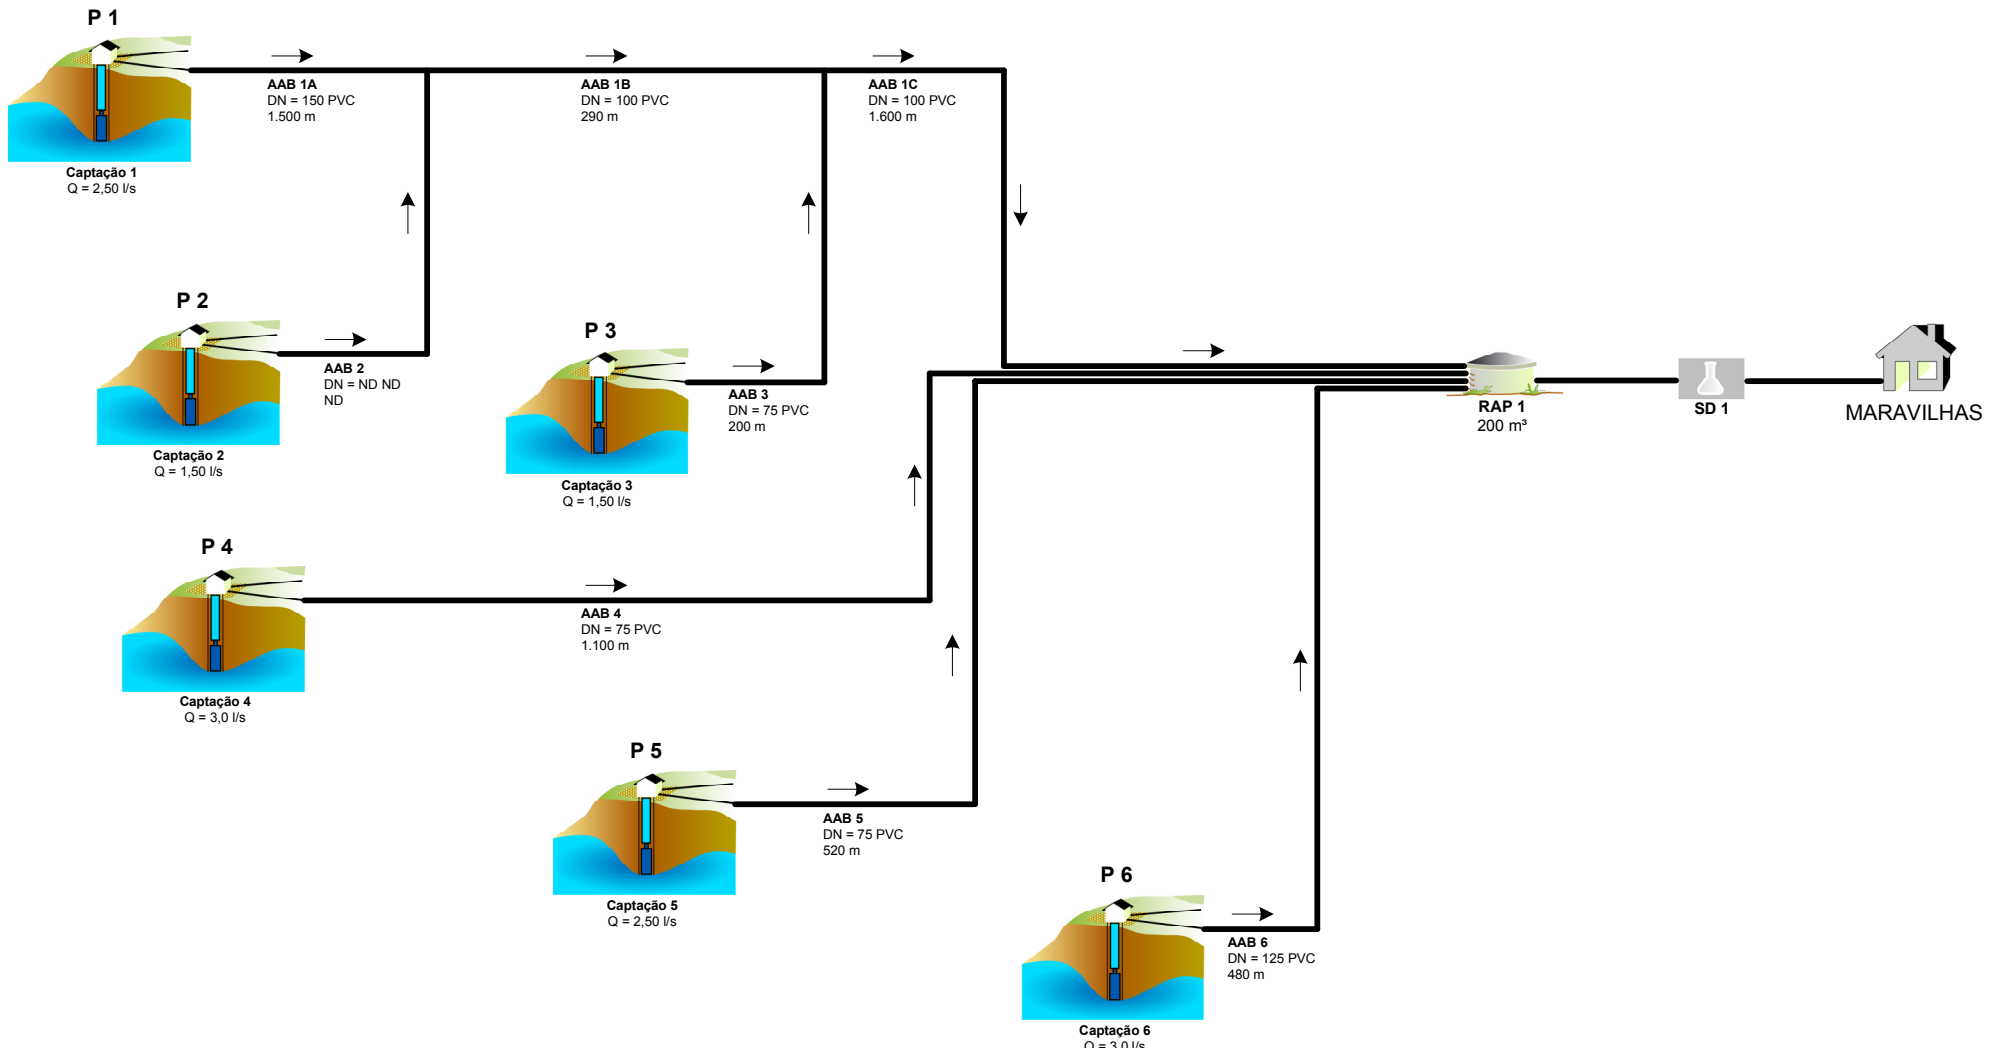 P 1
AAB 1A
DN = 150 PVC
1.500 m
AAB 1B
DN = 100 PVC
290 m
AAB 1C
DN = 100 PVC
1.600 m
Captação 1
Q = 2,50 l/s
P 2
AAB 2
DN = ND ND
ND
Captação 2
Q = 1,50 l/s
P 3
AAB 3
DN = 75 PVC
200 m
Captação 3
Q = 1,50 l/s
RAP 1
200 m³
SD 1
MARAVILHAS
P 4
AAB 4
DN = 75 PVC
1.100 m
Captação 4
Q = 3,0 l/s
P 5
AAB 5
DN = 75 PVC
520 m
Captação 5
Q = 2,50 l/s
P 6
AAB 6
DN = 125 PVC
480 m
Captação 6
Q = 3,0 l/s